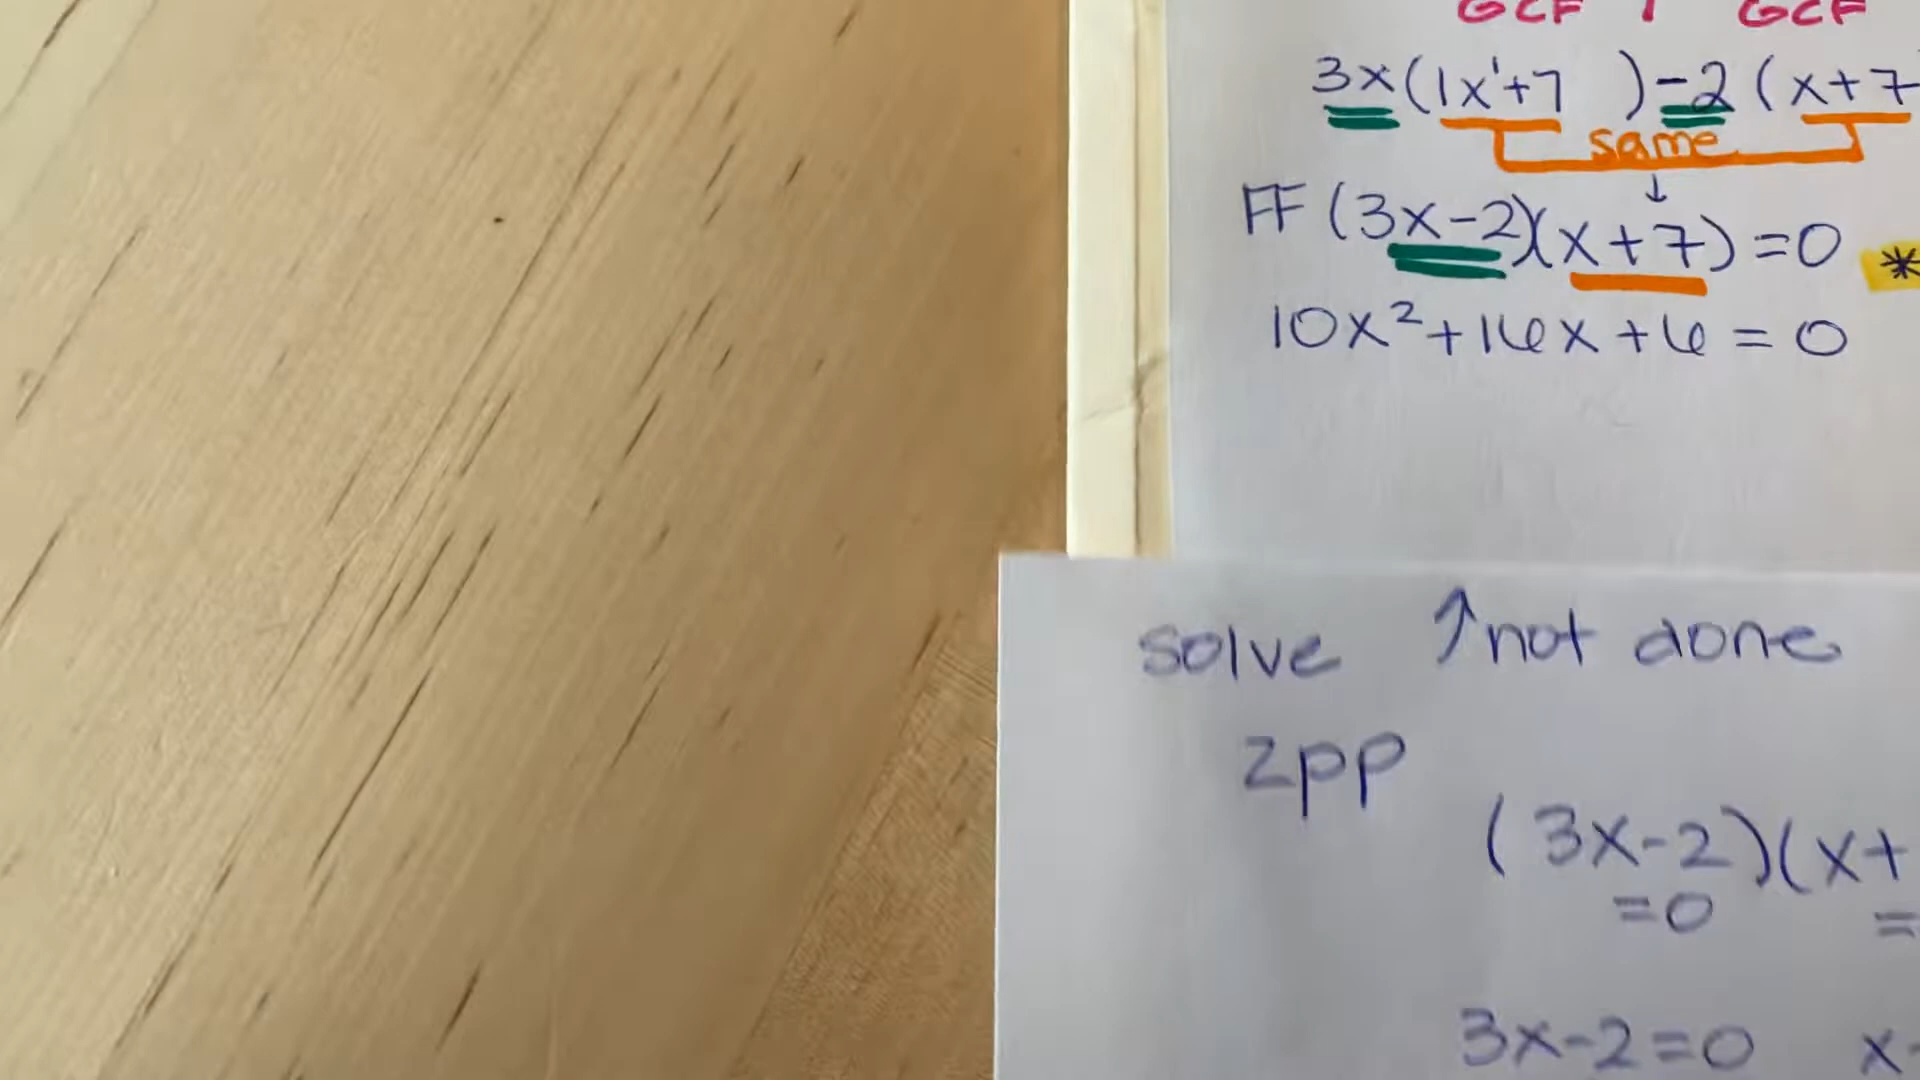 GCF GCF
3x(1x¹+7 )-2(x+7
same
↓
FF (3x-2)(x+7)=0 *
10x²+16x+6=0
solve ↑not done
zpp
(3x-2)(x+
=0 =
3x-2=0 x-